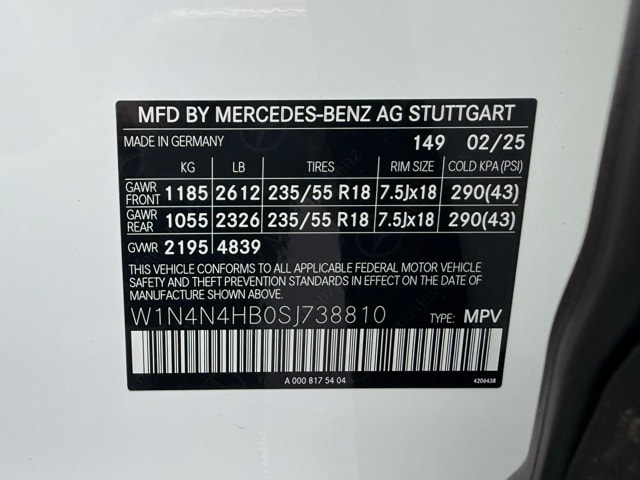 MFD BY MERCEDES-BENZ AG STUTTGART
MADE IN GERMANY 149 02/25
KG LB TIRES RIM SIZE COLD KPA (PSI)
GAWR FRONT 1185 2612 235/55 R18 7.5Jx18 290(43)
GAWR REAR 1055 2326 235/55 R18 7.5Jx18 290(43)
GVWR 2195 4839
THIS VEHICLE CONFORMS TO ALL APPLICABLE FEDERAL MOTOR VEHICLE
SAFETY AND THEFT PREVENTION STANDARDS IN EFFECT ON THE DATE OF
MANUFACTURE SHOWN ABOVE.
W1N4N4HB0SJ738810 TYPE: MPV
A 000 817 54 04 4206438